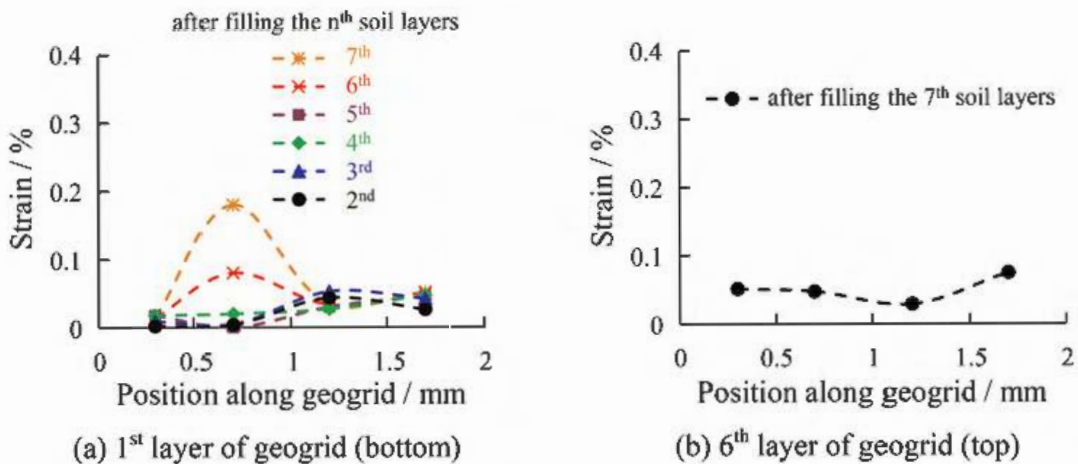 after filling the nth soil layers
0.4
0.3
0.2
0.1
0
Strain / %
7th
6th
5th
4th
3rd
2nd
0 0.5 1 1.5 2
Position along geogrid / mm
(a) 1st layer of geogrid (bottom)
0.4
0.3
0.2
0.1
0
Strain / %
after filling the 7th soil layers
0 0.5 1 1.5 2
Position along geogrid / mm
(b) 6th layer of geogrid (top)